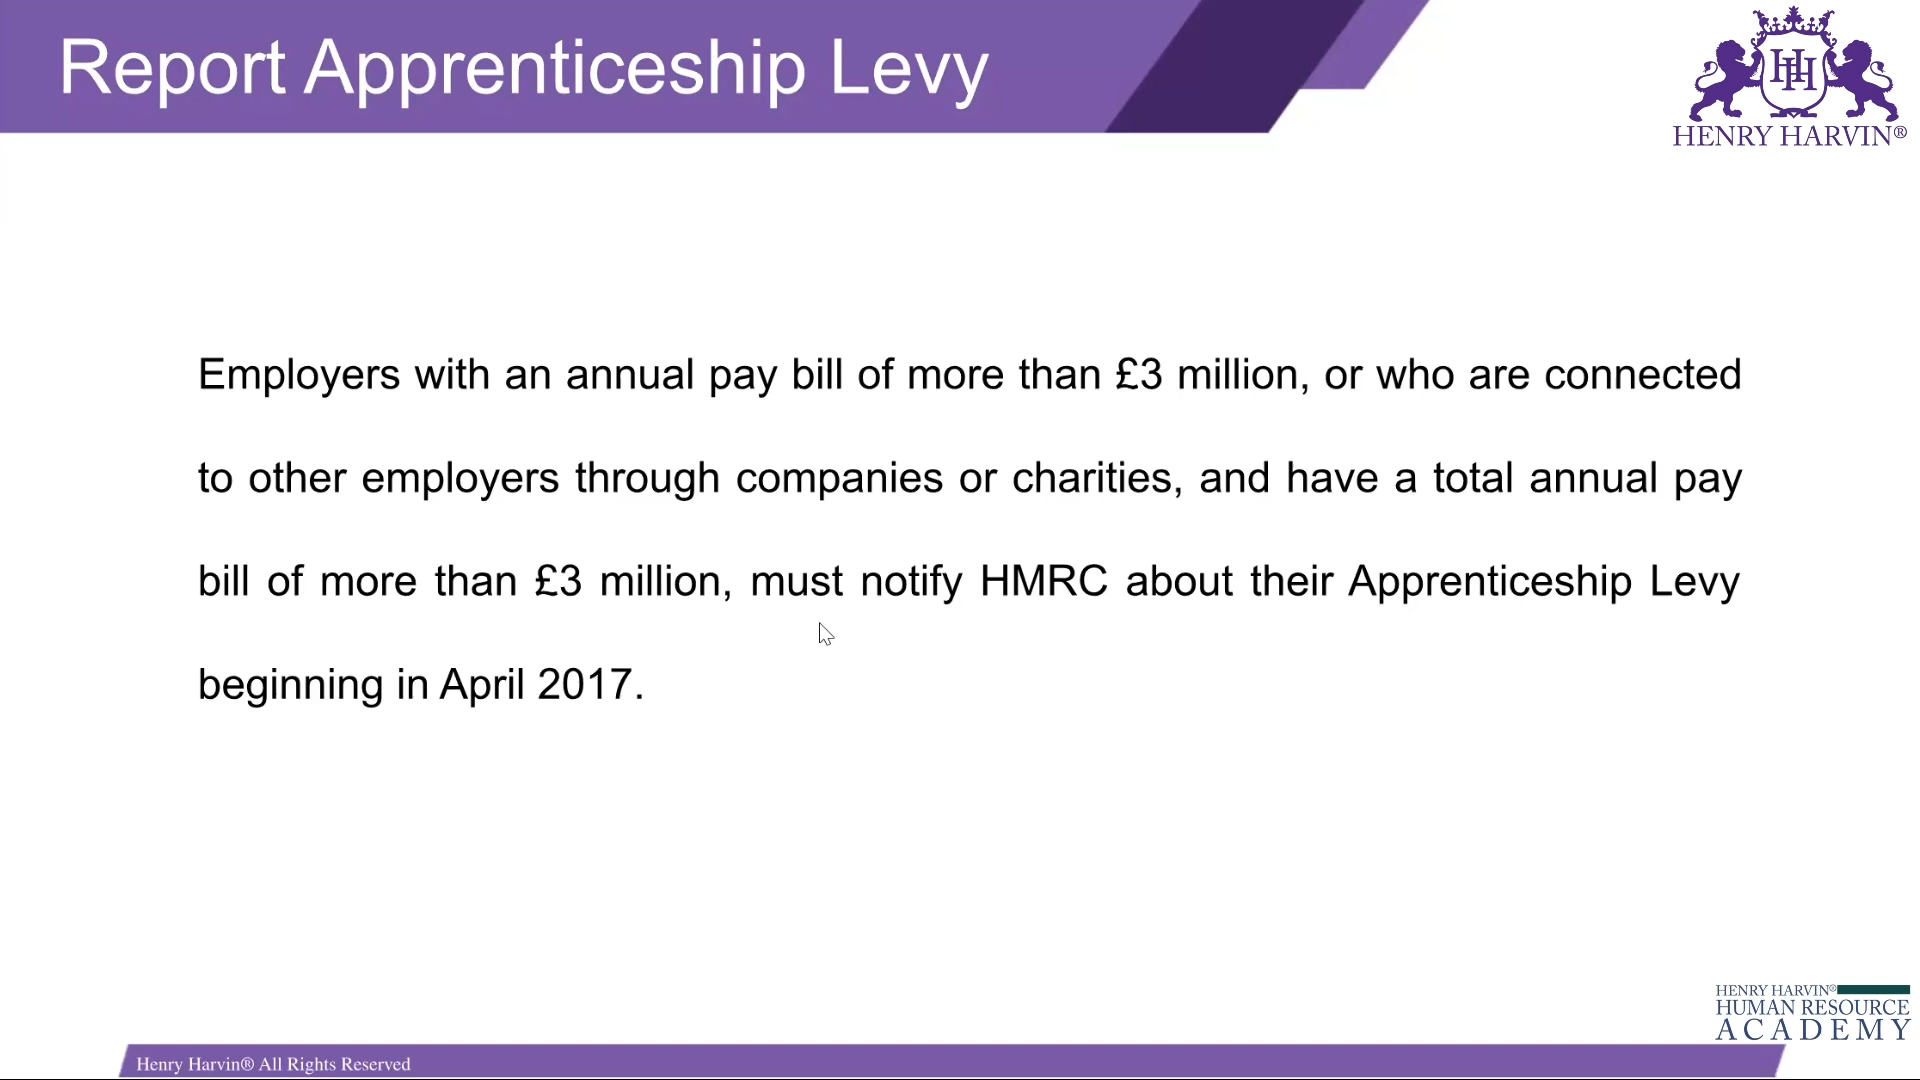 Report Apprenticeship Levy
HH
HENRY HARVIN®
Employers with an annual pay bill of more than £3 million, or who are connected
to other employers through companies or charities, and have a total annual pay
bill of more than £3 million, must notify HMRC about their Apprenticeship Levy
beginning in April 2017.
HENRY HARVIN®
HUMAN RESOURCE
ACADEMY
Henry Harvin® All Rights Reserved